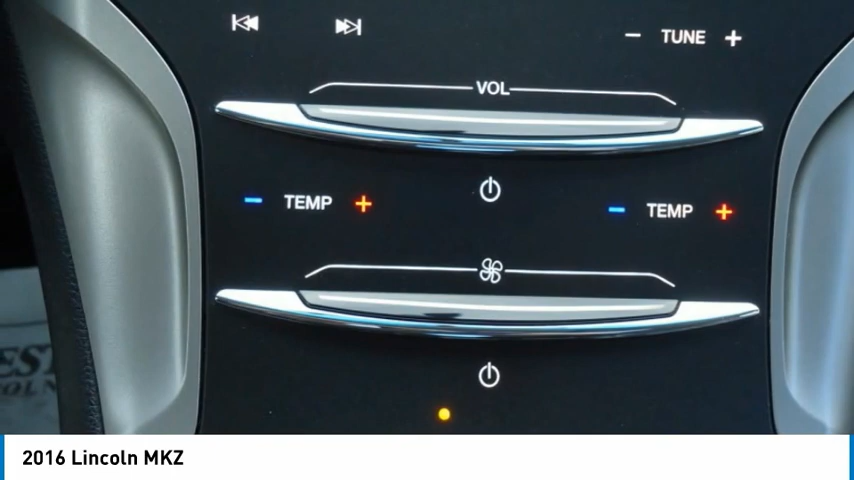 − TUNE +
VOL
− TEMP +
− TEMP +
2016 Lincoln MKZ